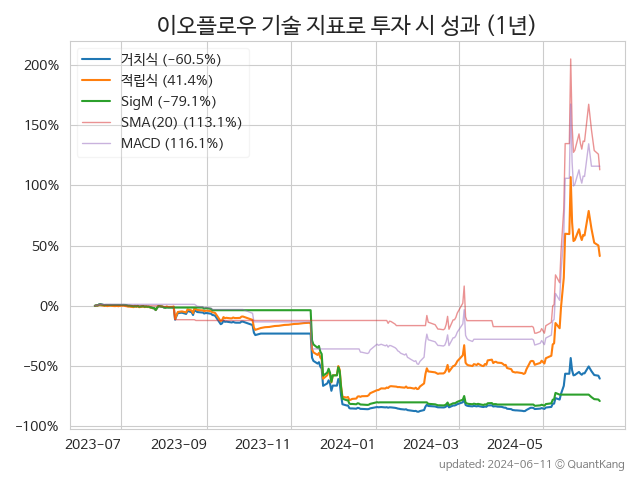 이오플로우 기술 지표로 투자 시 성과 (1년)
거치식 (−60.5%)
적립식 (41.4%)
SigM (−79.1%)
SMA(20) (113.1%)
MACD (116.1%)
200%
150%
100%
50%
0%
−50%
−100%
2023−07 2023−09 2023−11 2024−01 2024−03 2024−05
updated: 2024-06-11 © QuantKang